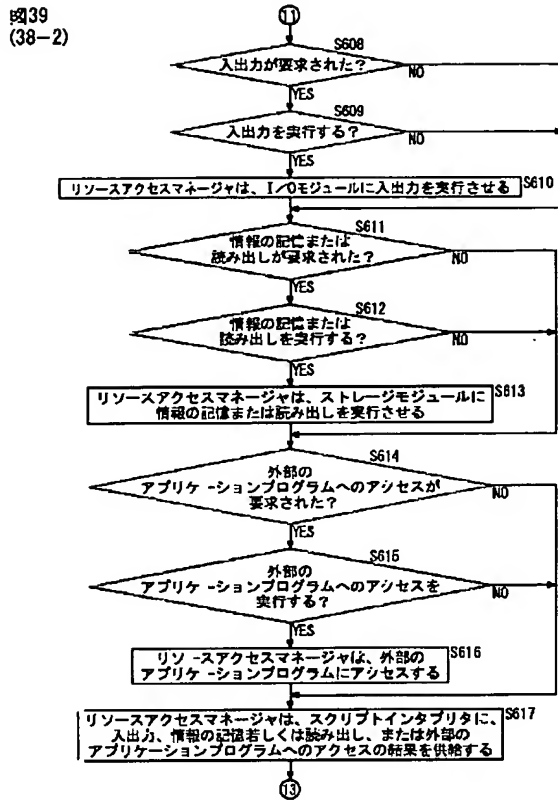 図39
(38-2)
11
S608
入出力が要求された?
NO
YES
S609
入出力を実行する?
NO
YES
リソースアクセスマネージャは、I/Oモジュールに入出力を実行させる
S610
S611
情報の記憶または
読み出しが要求された?
NO
YES
S612
情報の記憶または
読み出しを実行する?
NO
YES
リソースアクセスマネージャは、ストレージモジュールに
情報の記憶または読み出しを実行させる
S613
S614
外部の
アプリケーションプログラムへのアクセスが
要求された?
NO
YES
S615
外部の
アプリケーションプログラムへのアクセスを
実行する?
NO
YES
リソースアクセスマネージャは、外部の
アプリケーションプログラムにアクセスする
S616
リソースアクセスマネージャは、スクリプトインタプリタに、
入出力、情報の記憶若しくは読み出し、または外部の
アプリケーションプログラムへのアクセスの結果を供給する
S617
13